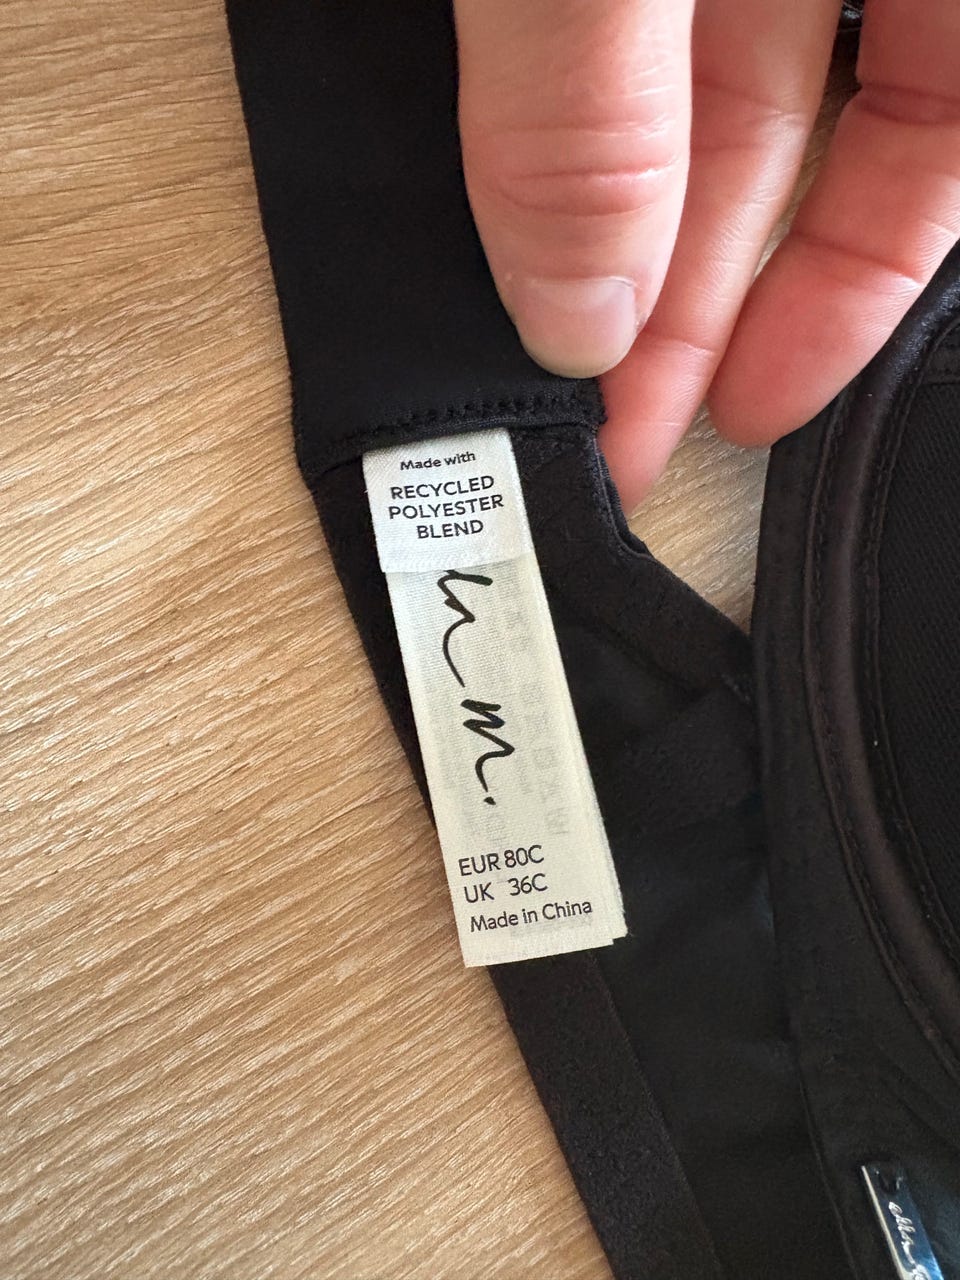 Made with
RECYCLED
POLYESTER
BLEND
EUR 80C
UK 36C
Made in China